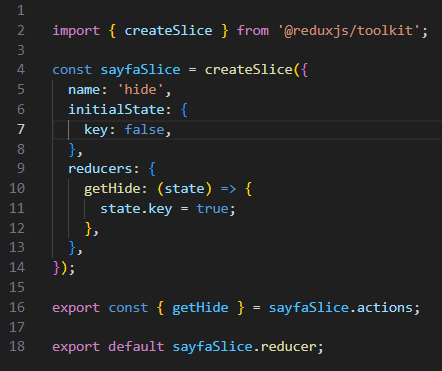 1
2 import { createSlice } from '@reduxjs/toolkit';
3
4 const sayfaSlice = createSlice({
5   name: 'hide',
6   initialState: {
7     key: false,
8   },
9   reducers: {
10     getHide: (state) => {
11       state.key = true;
12     },
13   },
14 });
15
16 export const { getHide } = sayfaSlice.actions;
17
18 export default sayfaSlice.reducer;